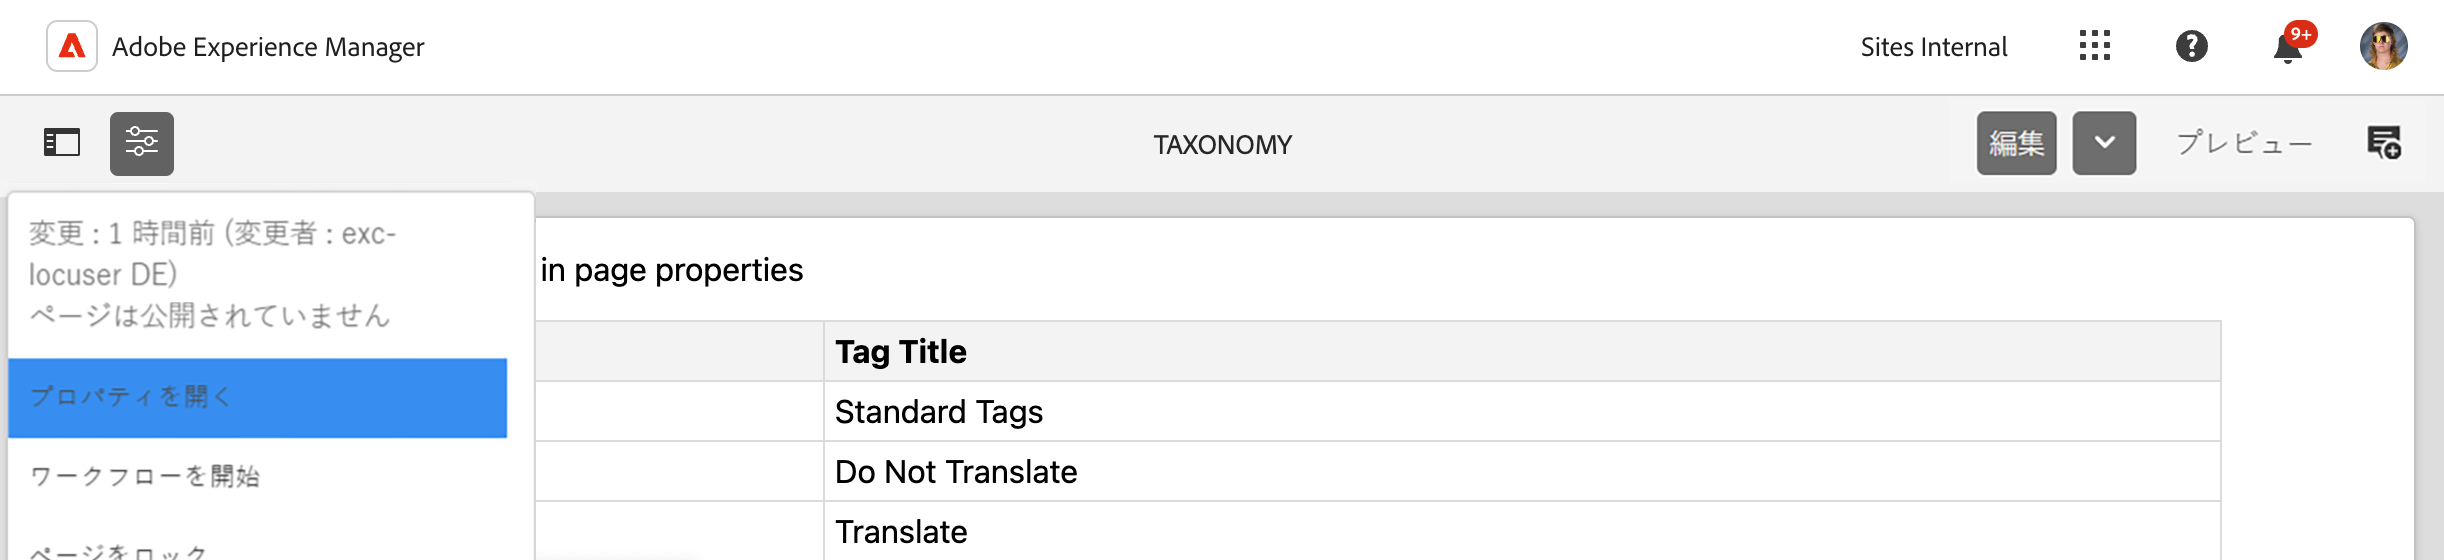 Adobe Experience Manager
Sites Internal
9+
TAXONOMY
編集
プレビュー
変更 : 1 時間前 (変更者 : exc-
locuser DE)
ページは公開されていません
プロパティを開く
ワークフローを開始
ページをロック
in page properties
Tag Title
Standard Tags
Do Not Translate
Translate